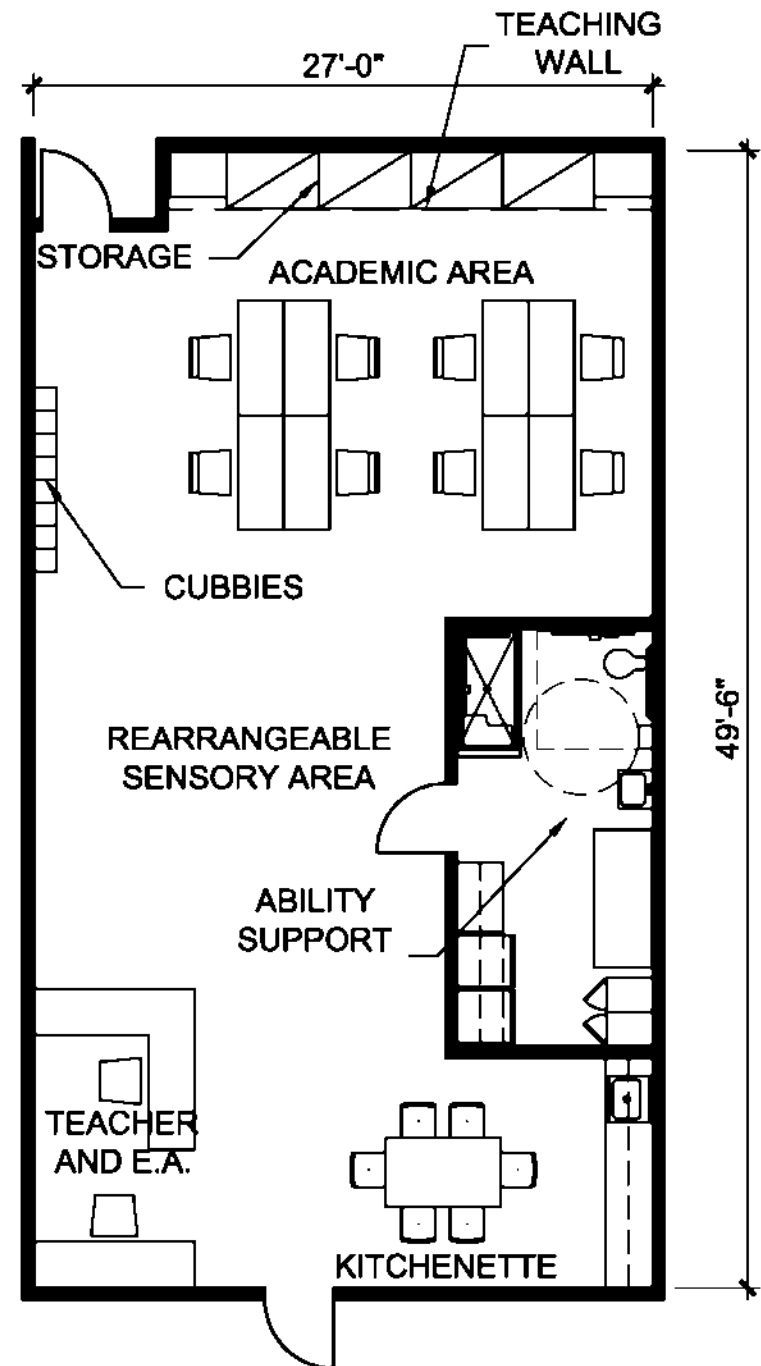 TEACHING
WALL
27'-0"
STORAGE
ACADEMIC AREA
CUBBIES
REARRANGEABLE
SENSORY AREA
49'-6"
ABILITY
SUPPORT
TEACHER
AND E.A.
KITCHENETTE